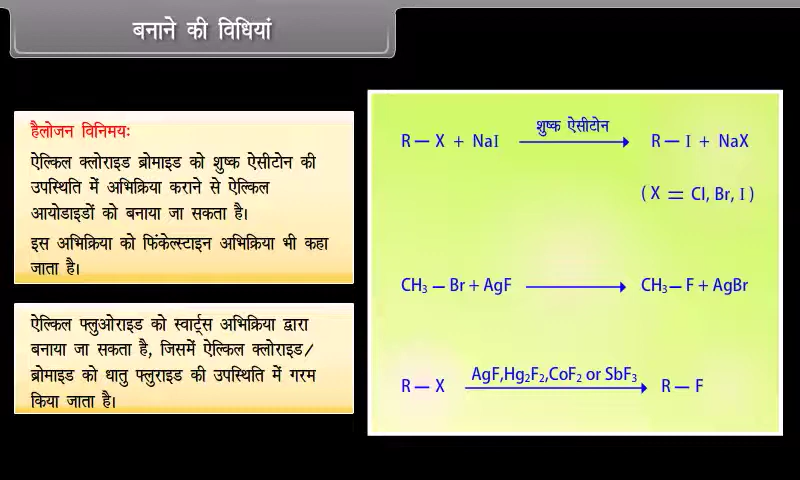 बनाने की विधियां
हैलोजन विनिमयः
ऐल्किल क्लोराइड ब्रोमाइड को शुष्क ऐसीटोन की
उपस्थिति में अभिक्रिया कराने से ऐल्किल
आयोडाइडों को बनाया जा सकता है।
इस अभिक्रिया को फिंकेल्स्टाइन अभिक्रिया भी कहा
जाता है।
ऐल्किल फ्लुओराइड को स्वार्ट्स अभिक्रिया द्वारा
बनाया जा सकता है, जिसमें ऐल्किल क्लोराइड/
ब्रोमाइड को धातु फ्लुराइड की उपस्थिति में गरम
किया जाता है।
शुष्क ऐसीटोन
R — X + NaI ⟶ R — I + NaX
( X = Cl, Br, I )
CH₃ — Br + AgF ⟶ CH₃ — F + AgBr
AgF,Hg₂F₂,CoF₂ or SbF₃
R — X ⟶ R — F